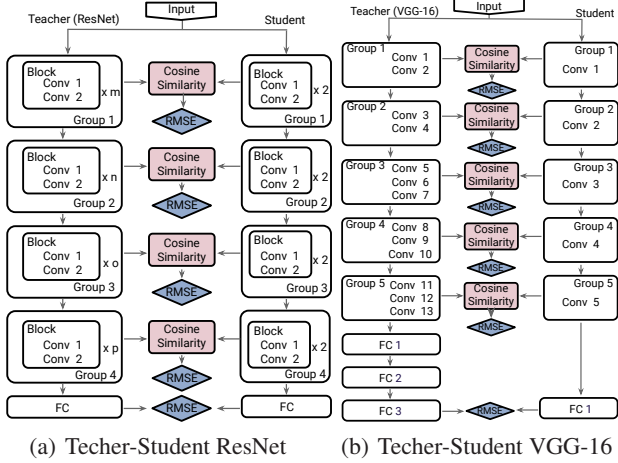 Input
Techer (ResNet)
Student
Block
Conv 1
Conv 2
x m
Group 1
Cosine
Similarity
RMSE
Block
Conv 1
Conv 2
x 2
Group 1
Block
Conv 1
Conv 2
x n
Group 2
Cosine
Similarity
RMSE
Block
Conv 1
Conv 2
x 2
Group 2
Block
Conv 1
Conv 2
x o
Group 3
Cosine
Similarity
RMSE
Block
Conv 1
Conv 2
x 2
Group 3
Block
Conv 1
Conv 2
x p
Group 4
Cosine
Similarity
RMSE
Block
Conv 1
Conv 2
x 2
Group 4
FC
RMSE
FC
(a) Techer-Student ResNet
Input
Teacher (VGG-16)
Student
Group 1
Conv 1
Conv 2
Cosine
Similarity
RMSE
Group 1
Conv 1
Group 2
Conv 3
Conv 4
Cosine
Similarity
RMSE
Group 2
Conv 2
Group 3
Conv 5
Conv 6
Conv 7
Cosine
Similarity
RMSE
Group 3
Conv 3
Group 4
Conv 8
Conv 9
Conv 10
Cosine
Similarity
RMSE
Group 4
Conv 4
Group 5
Conv 11
Conv 12
Conv 13
Cosine
Similarity
RMSE
Group 5
Conv 5
FC 1
FC 2
FC 3
RMSE
FC 1
(b) Techer-Student VGG-16